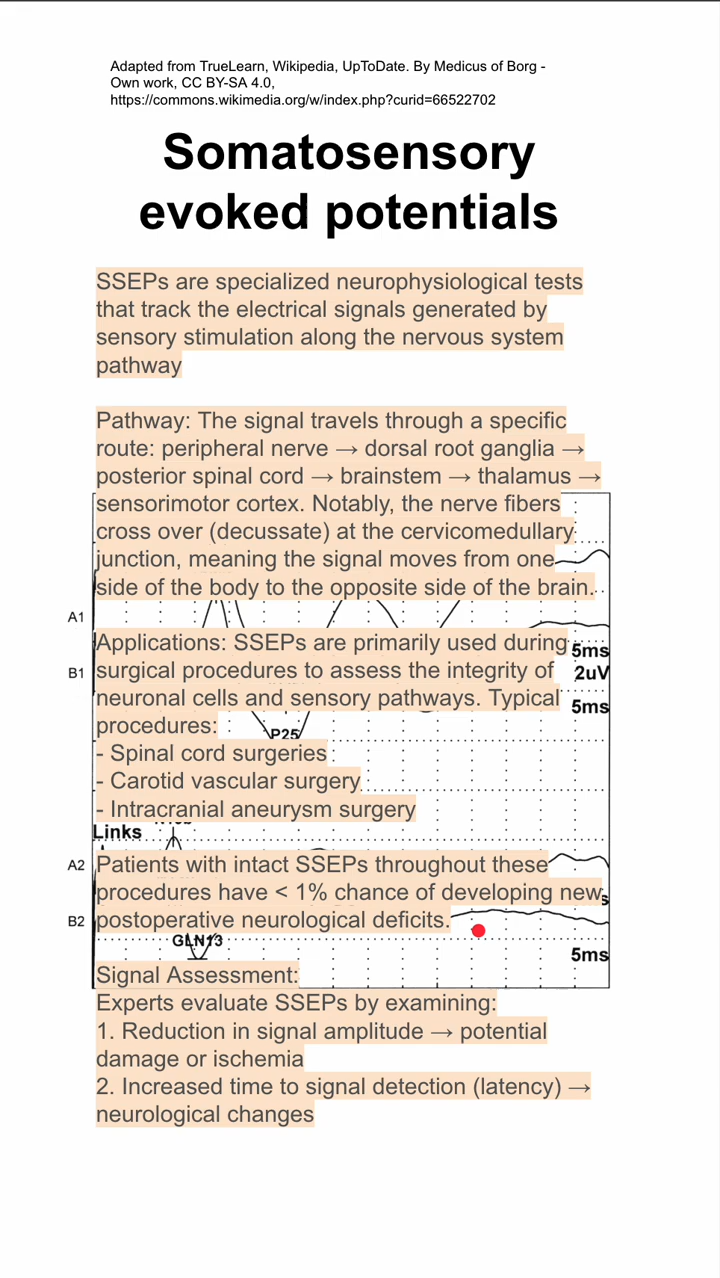 Adapted from TrueLearn, Wikipedia, UpToDate. By Medicus of Borg -
Own work, CC BY-SA 4.0,
https://commons.wikimedia.org/w/index.php?curid=66522702
Somatosensory
evoked potentials
SSEPs are specialized neurophysiological tests
that track the electrical signals generated by
sensory stimulation along the nervous system
pathway
Pathway: The signal travels through a specific
route: peripheral nerve → dorsal root ganglia →
posterior spinal cord → brainstem → thalamus →
sensorimotor cortex. Notably, the nerve fibers
cross over (decussate) at the cervicomedullary
junction, meaning the signal moves from one
side of the body to the opposite side of the brain.
A1
Applications: SSEPs are primarily used during
5ms
B1
surgical procedures to assess the integrity of
2uV
neuronal cells and sensory pathways. Typical
5ms
procedures:
P25
- Spinal cord surgeries
- Carotid vascular surgery
- Intracranial aneurysm surgery
Links
A2
Patients with intact SSEPs throughout these
procedures have < 1% chance of developing new
B2
postoperative neurological deficits.
GLN13
5ms
Signal Assessment:
Experts evaluate SSEPs by examining:
1. Reduction in signal amplitude → potential
damage or ischemia
2. Increased time to signal detection (latency) →
neurological changes